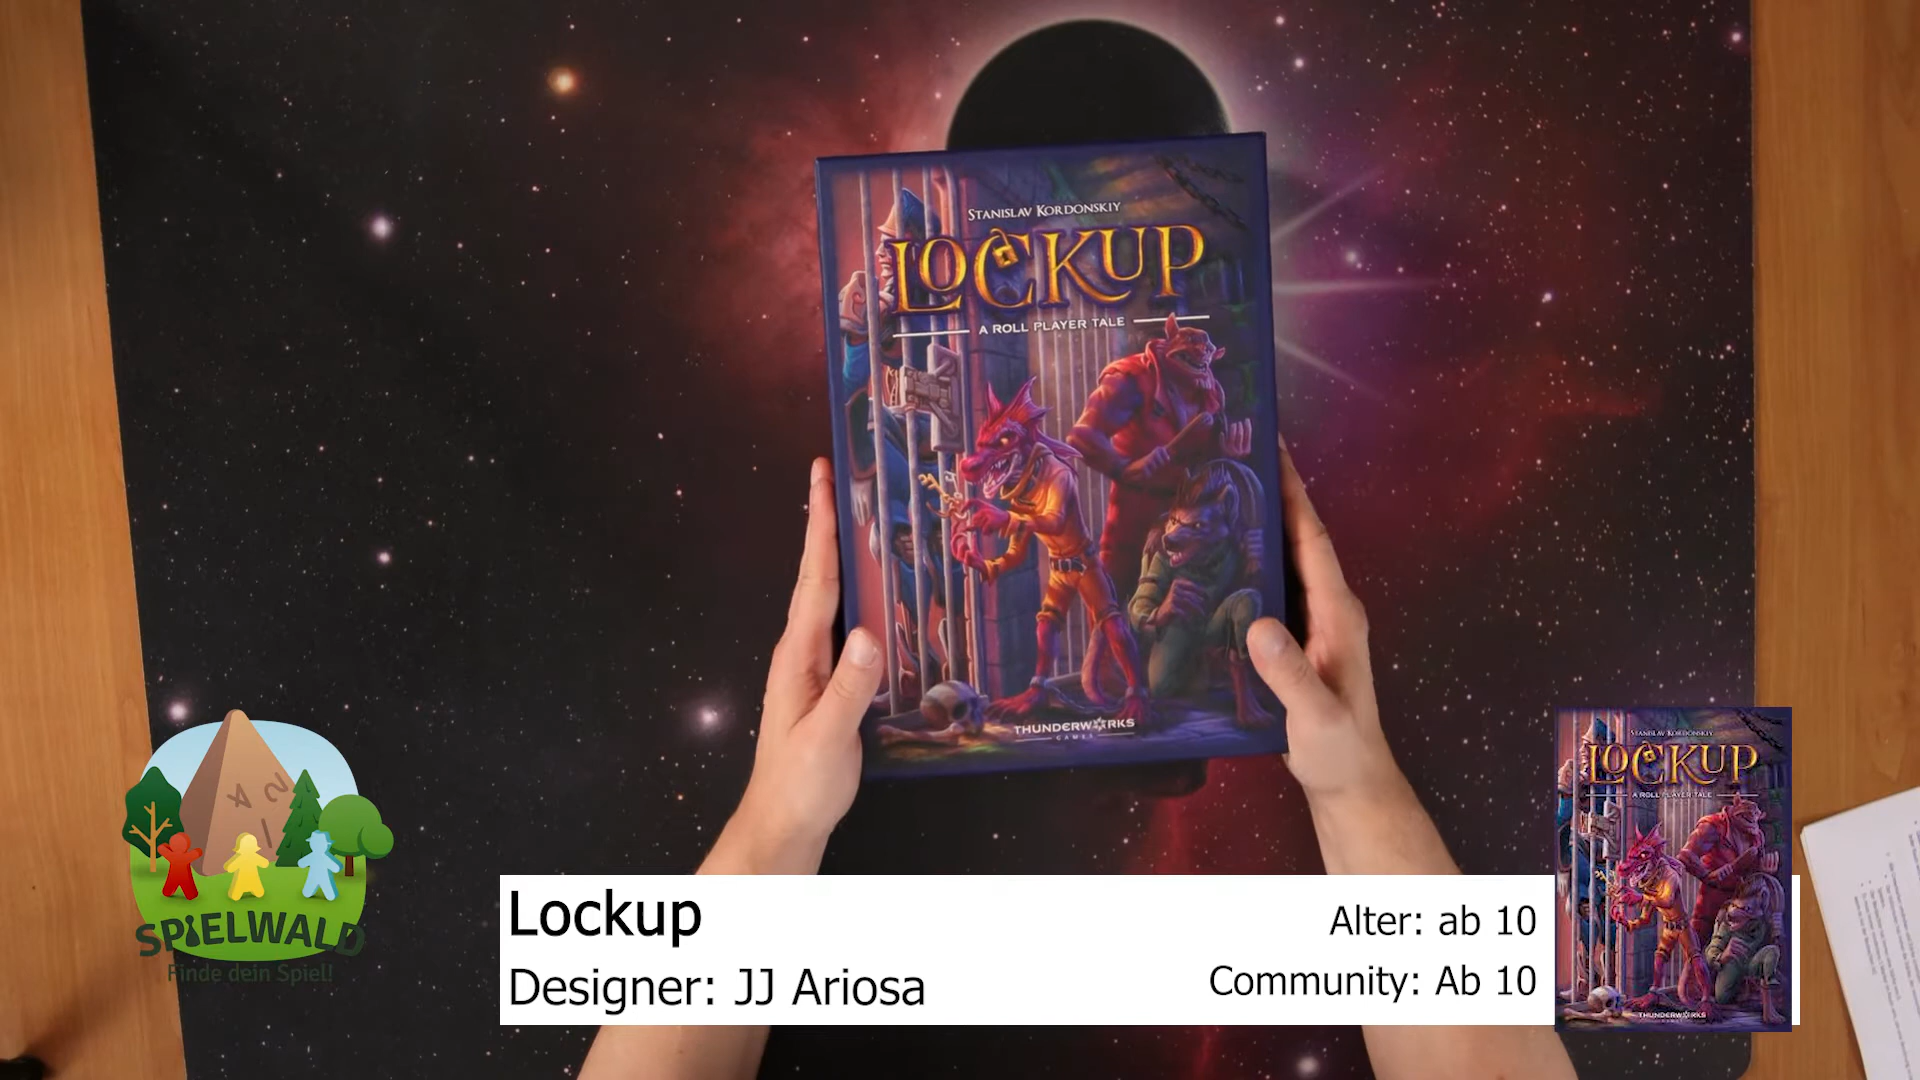 STANISLAV KORDONSKIY
LOCKUP
A ROLL PLAYER TALE
THUNDERWORKS
GAMES
SPIELWALD
Finde dein Spiel!
Lockup
Designer: JJ Ariosa
Alter: ab 10
Community: Ab 10
STANISLAV KORDONSKIY
LOCKUP
A ROLL PLAYER TALE
THUNDERWORKS